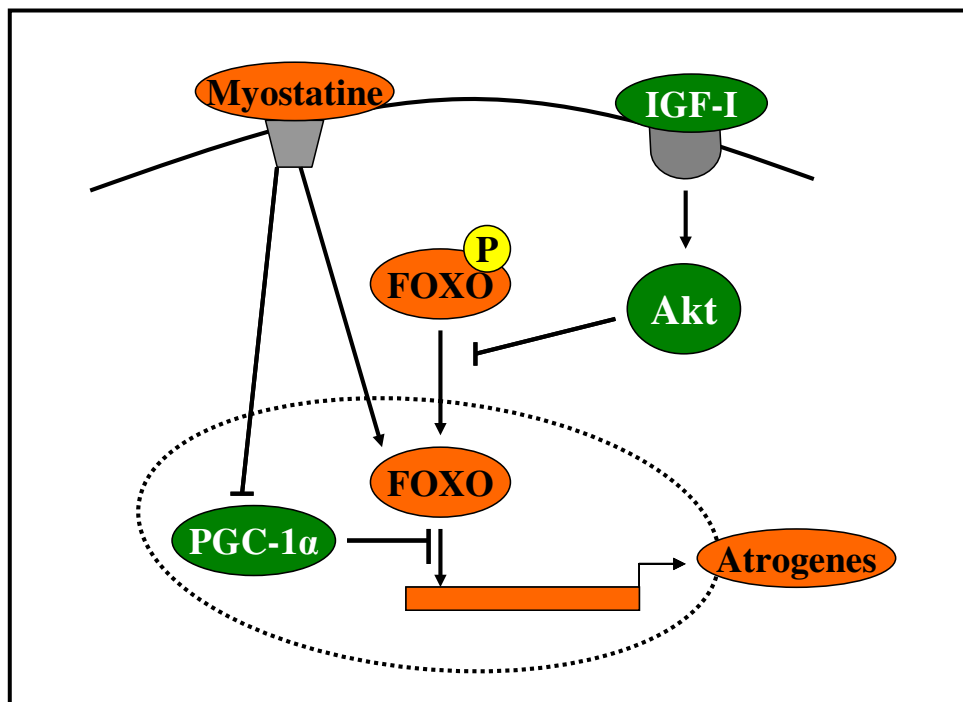 Myostatine
IGF-I
P
FOXO
Akt
FOXO
PGC-1α
Atrogenes